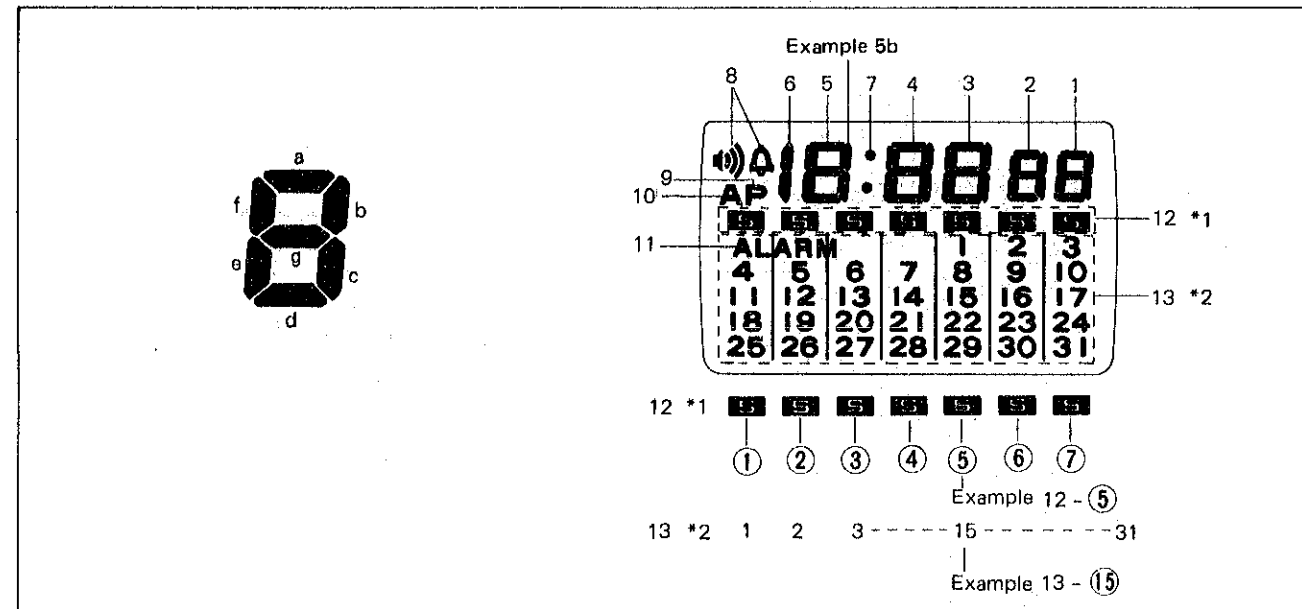 Example 5b
8 6 5 7 4 3 2 1
18:88 88
9
10 AP
S S S S S S S 12 *1
11 ALARM 1 2 3
4 5 6 7 8 9 10
11 12 13 14 15 16 17 13 *2
18 19 20 21 22 23 24
25 26 27 28 29 30 31
a
f b
g
e c
d
12 *1 S S S S S S S
① ② ③ ④ ⑤ ⑥ ⑦
Example 12 - ⑤
13 *2 1 2 3 - - - - - - - - 15 - - - - - - - - - 31
Example 13 - ⑮